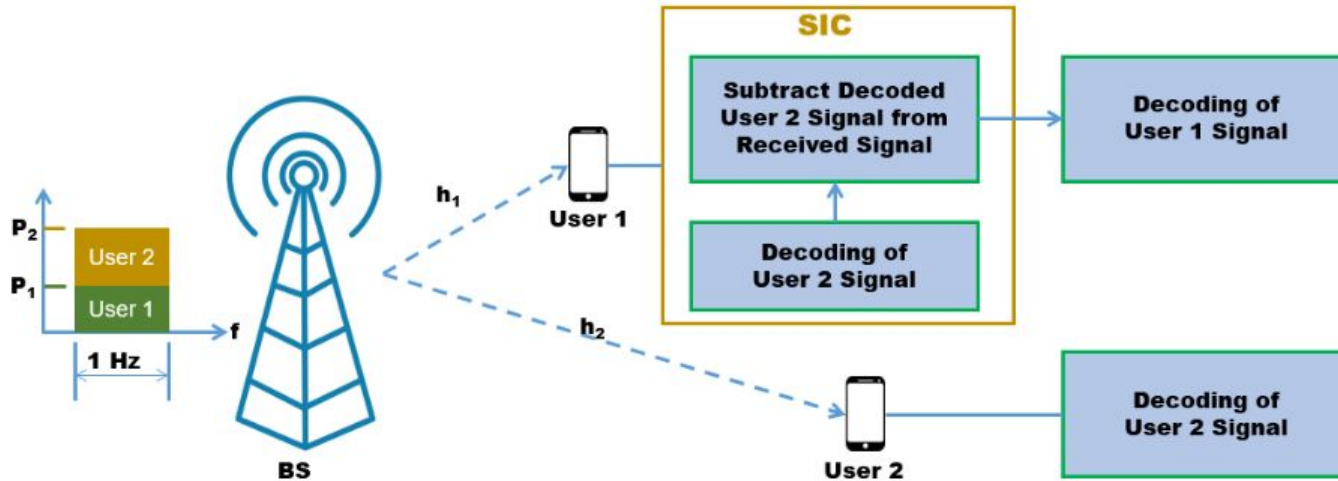 P₂
User 2
P₁
User 1
f
1 Hz
BS
h₁
h₂
User 1
User 2
SIC
Subtract Decoded
User 2 Signal from
Received Signal
Decoding of
User 2 Signal
Decoding of
User 1 Signal
Decoding of
User 2 Signal